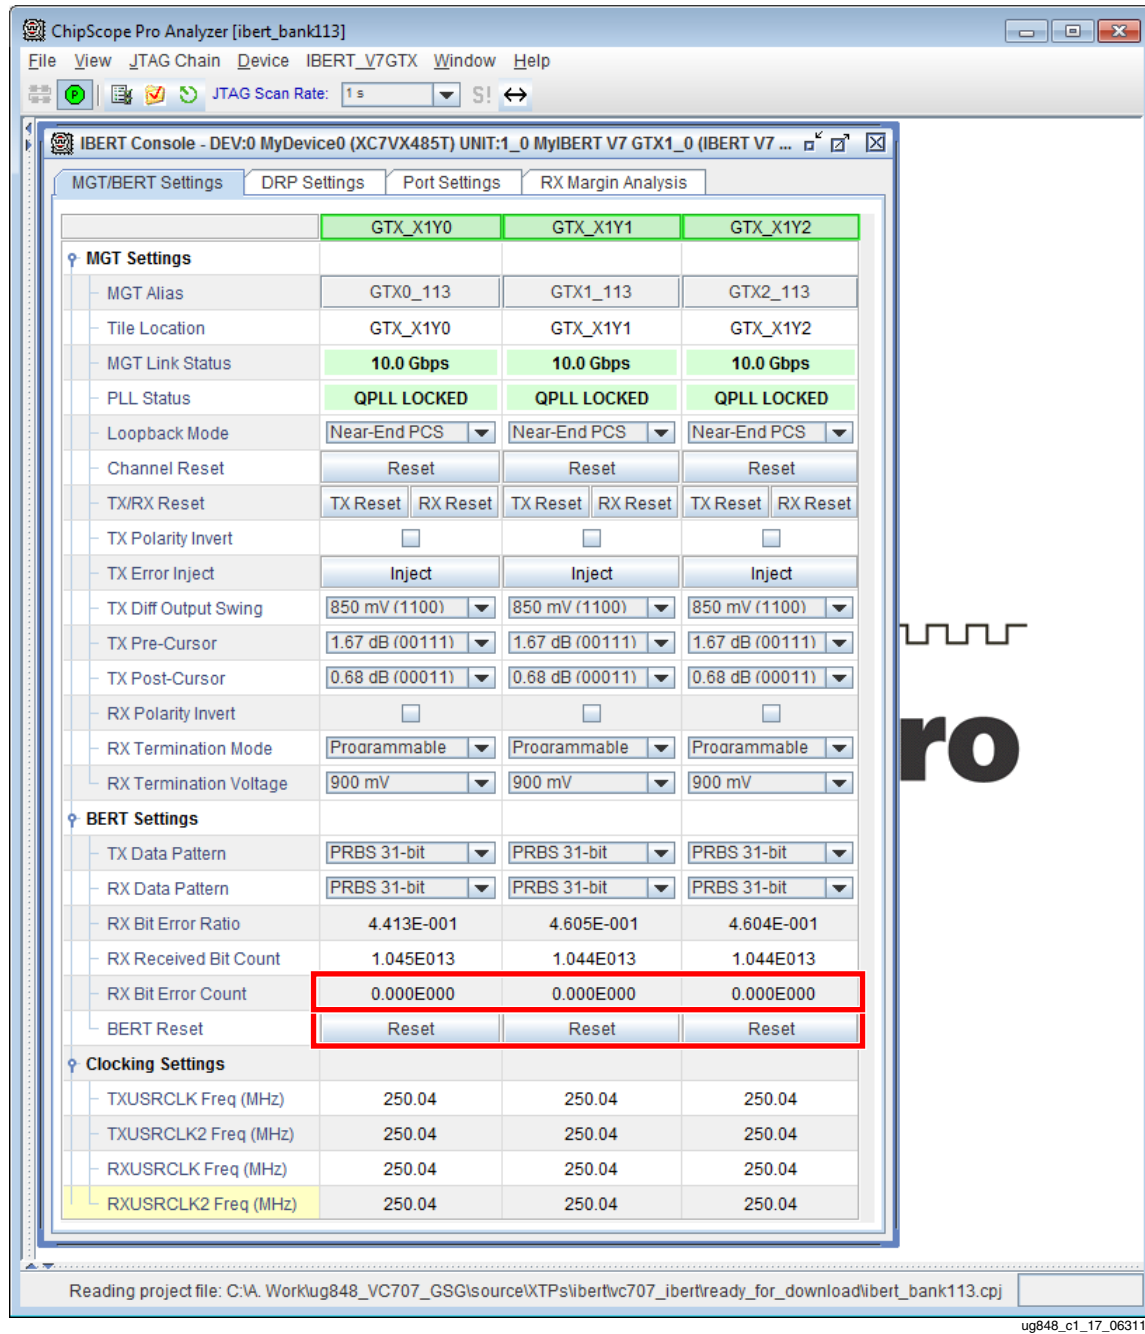 ChipScope Pro Analyzer [ibert_bank113]
File View JTAG Chain Device IBERT_V7GTX Window Help
JTAG Scan Rate: 1 s S!
IBERT Console - DEV:0 MyDevice0 (XC7VX485T) UNIT:1_0 MyIBERT V7 GTX1_0 (IBERT V7 ...
MGT/BERT Settings DRP Settings Port Settings RX Margin Analysis
GTX_X1Y0 GTX_X1Y1 GTX_X1Y2
MGT Settings
MGT Alias GTX0_113 GTX1_113 GTX2_113
Tile Location GTX_X1Y0 GTX_X1Y1 GTX_X1Y2
MGT Link Status 10.0 Gbps 10.0 Gbps 10.0 Gbps
PLL Status QPLL LOCKED QPLL LOCKED QPLL LOCKED
Loopback Mode Near-End PCS Near-End PCS Near-End PCS
Channel Reset Reset Reset Reset
TX/RX Reset TX Reset RX Reset TX Reset RX Reset TX Reset RX Reset
TX Polarity Invert
TX Error Inject Inject Inject Inject
TX Diff Output Swing 850 mV (1100) 850 mV (1100) 850 mV (1100)
TX Pre-Cursor 1.67 dB (00111) 1.67 dB (00111) 1.67 dB (00111)
TX Post-Cursor 0.68 dB (00011) 0.68 dB (00011) 0.68 dB (00011)
RX Polarity Invert
ro
RX Termination Mode Programmable Programmable Programmable
RX Termination Voltage 900 mV 900 mV 900 mV
BERT Settings
TX Data Pattern PRBS 31-bit PRBS 31-bit PRBS 31-bit
RX Data Pattern PRBS 31-bit PRBS 31-bit PRBS 31-bit
RX Bit Error Ratio 4.413E-001 4.605E-001 4.604E-001
RX Received Bit Count 1.045E013 1.044E013 1.044E013
RX Bit Error Count 0.000E000 0.000E000 0.000E000
BERT Reset Reset Reset Reset
Clocking Settings
TXUSRCLK Freq (MHz) 250.04 250.04 250.04
TXUSRCLK2 Freq (MHz) 250.04 250.04 250.04
RXUSRCLK Freq (MHz) 250.04 250.04 250.04
RXUSRCLK2 Freq (MHz) 250.04 250.04 250.04
Reading project file: C:\A. Work\ug848_VC707_GSG\source\XTPs\ibert\vc707_ibert\ready_for_download\ibert_bank113.cpj
ug848_c1_17_06311